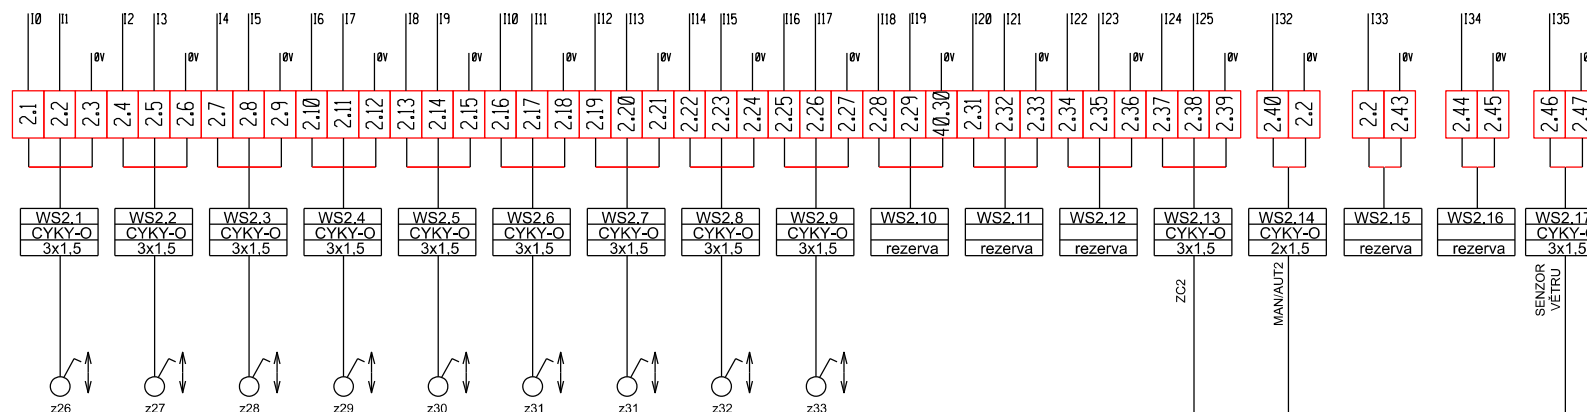 I0 I1 I2 I3 I4 I5 I6 I7 I8 I9 I10 I11 I12 I13 I14 I15 I16 I17 I18 I19 I20 I21 I22 I23 I24 I25 I32 I33 I34 I35
0V 0V 0V 0V 0V 0V 0V 0V 0V 0V 0V 0V 0V 0V 0V
2.1 2.2 2.3 2.4 2.5 2.6 2.7 2.8 2.9 2.10 2.11 2.12 2.13 2.14 2.15 2.16 2.17 2.18 2.19 2.20 2.21 2.22 2.23 2.24 2.25 2.26 2.27 2.28 2.29 40.30 2.31 2.32 2.33 2.34 2.35 2.36 2.37 2.38 2.39 2.40 2.2 2.2 2.43 2.44 2.45 2.46 2.47
WS2.1 WS2.2 WS2.3 WS2.4 WS2.5 WS2.6 WS2.7 WS2.8 WS2.9 WS2.10 WS2.11 WS2.12 WS2.13 WS2.14 WS2.15 WS2.16 WS2.17
CYKY-O CYKY-O CYKY-O CYKY-O CYKY-O CYKY-O CYKY-O CYKY-O CYKY-O CYKY-O CYKY-O CYKY-O
3x1,5 3x1,5 3x1,5 3x1,5 3x1,5 3x1,5 3x1,5 3x1,5 3x1,5 rezerva rezerva rezerva 3x1,5 2x1,5 rezerva rezerva 3x1,5
ZC2
MAN/AUT2
SENZOR
VĚTRU
z26 z27 z28 z29 z30 z31 z31 z32 z33